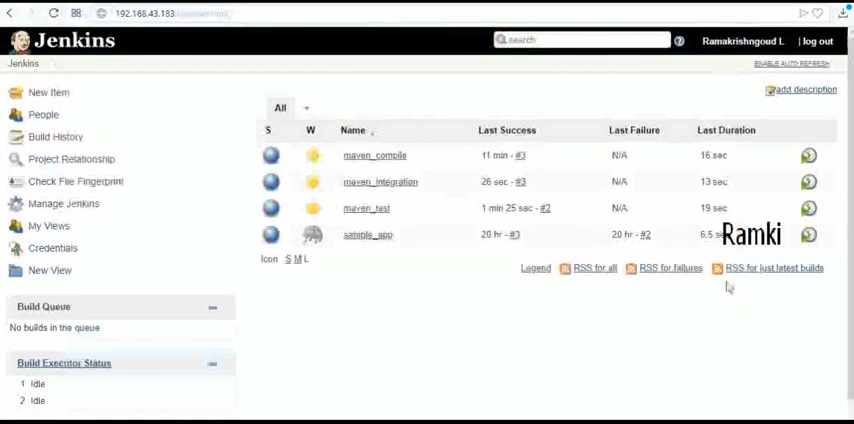 192.168.43.183
Jenkins
search
Ramakrishngoud L | log out
Jenkins
ENABLE AUTO REFRESH
add description
New Item
People
Build History
Project Relationship
Check File Fingerprint
Manage Jenkins
My Views
Credentials
New View
All +
S W Name Last Success Last Failure Last Duration
maven_compile 11 min - #3 N/A 16 sec
maven_integration 26 sec - #3 N/A 13 sec
maven_test 1 min 25 sec - #2 N/A 19 sec
sample_app 20 hr - #3 20 hr - #2 6.5
Ramki
Icon: S M L
Legend RSS for all RSS for failures RSS for just latest builds
Build Queue
No builds in the queue
Build Executor Status
1 Idle
2 Idle